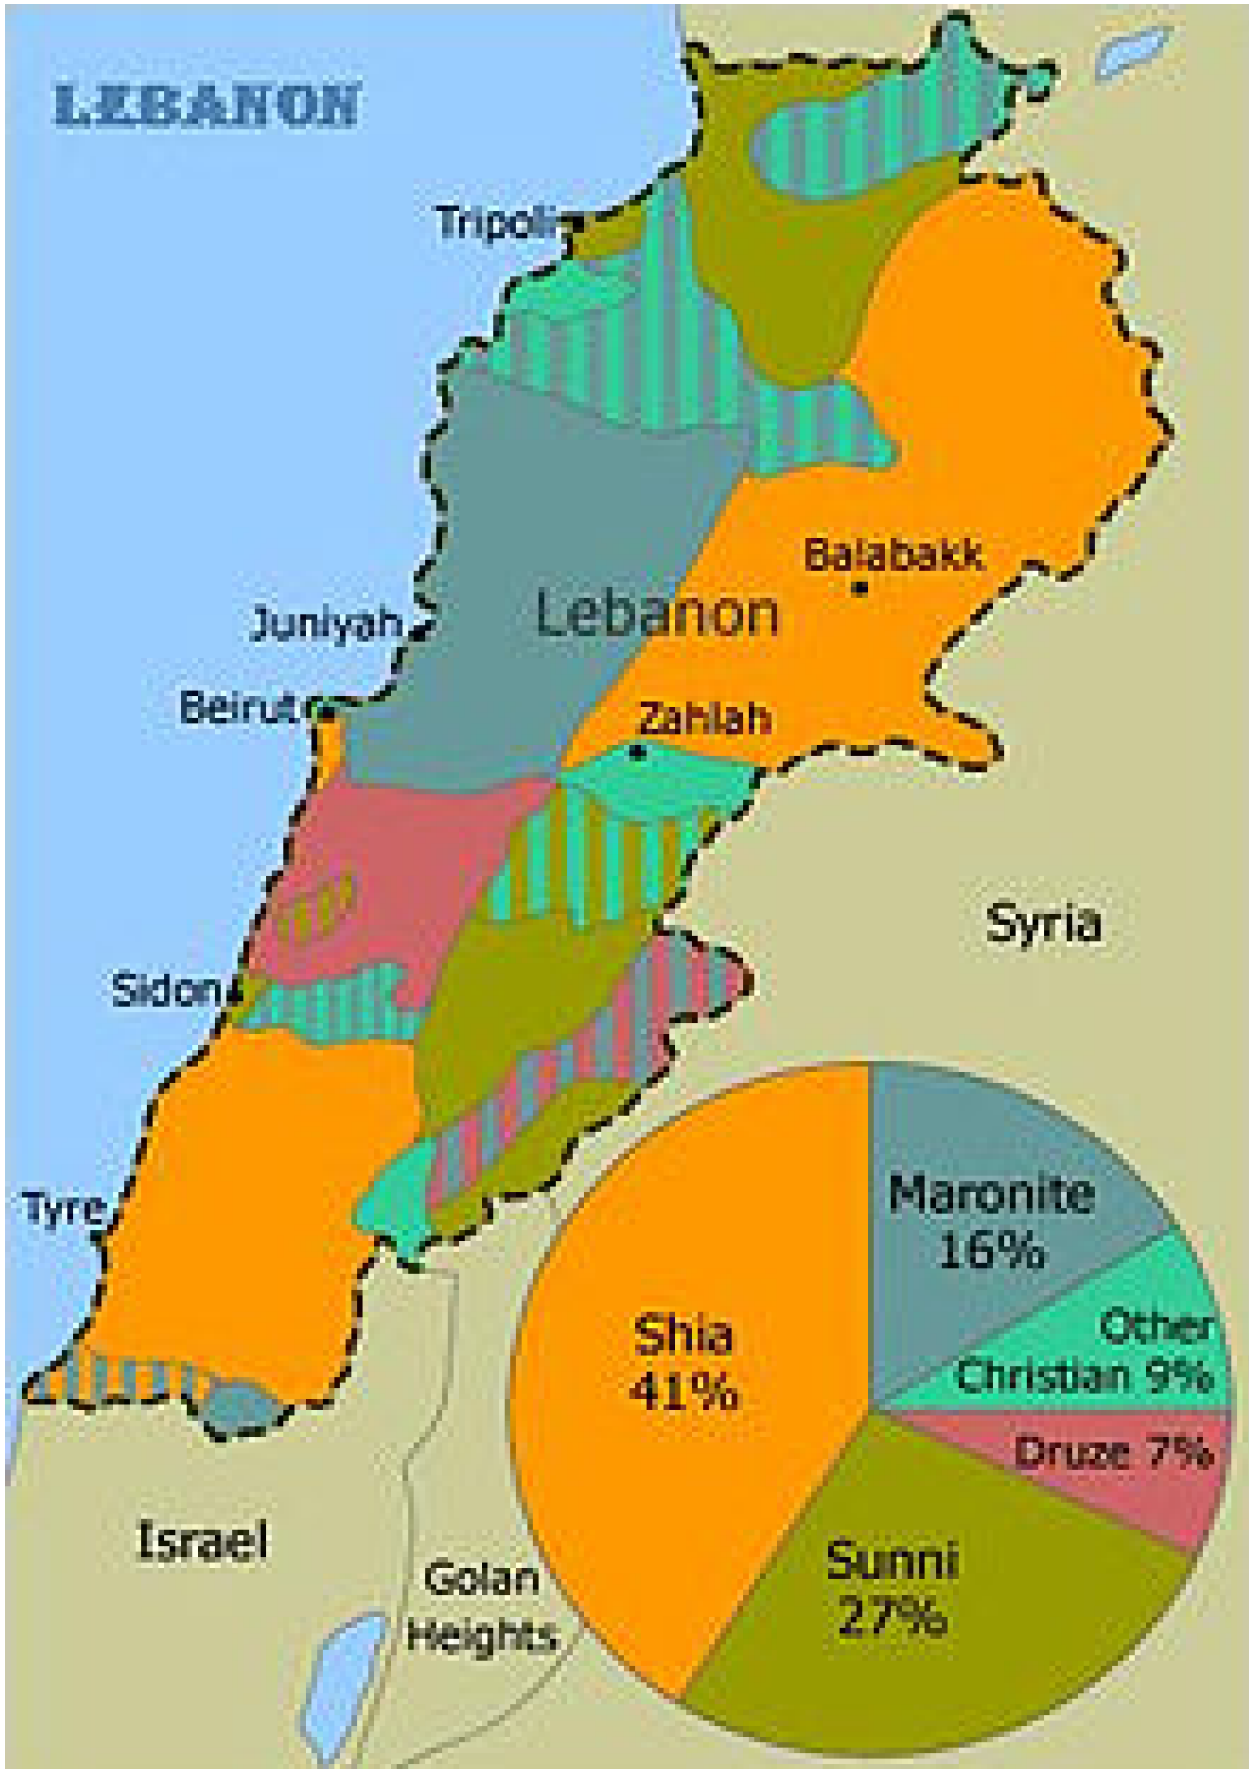 LEBANON
Tripoli
Balabakk
Lebanon
Juniyah
Beirut
Zahlah
Syria
Sidon
Tyre
Maronite
16%
Other
Christian 9%
Shia
41%
Druze 7%
Sunni
27%
Israel
Golan
Heights